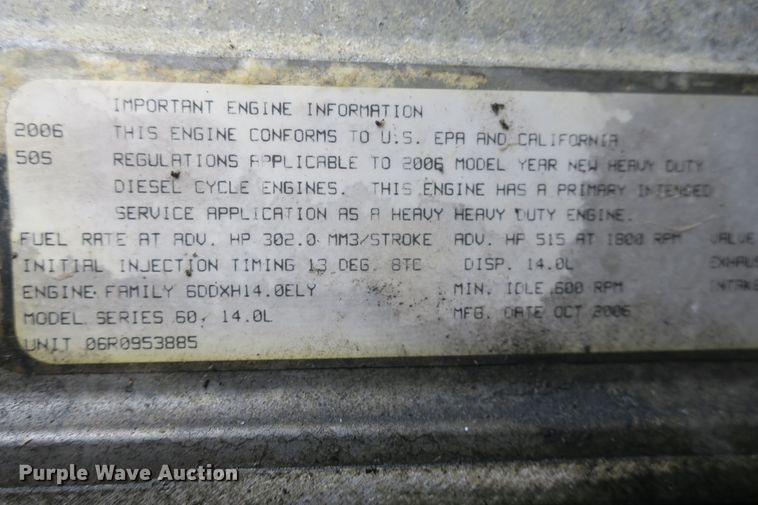 IMPORTANT ENGINE INFORMATION
2006 THIS ENGINE CONFORMS TO U.S. EPA AND CALIFORNIA
505 REGULATIONS APPLICABLE TO 2006 MODEL YEAR NEW HEAVY DUTY
DIESEL CYCLE ENGINES. THIS ENGINE HAS A PRIMARY INTENDED
SERVICE APPLICATION AS A HEAVY HEAVY DUTY ENGINE.
FUEL RATE AT ADV. HP 302.0 MM3/STROKE ADV. HP 515 AT 1800 RPM VALVE
INITIAL INJECTION TIMING 13 DEG. BTC DISP. 14.0L EXHAUS
ENGINE FAMILY 6DDXH14.0ELY MIN. IDLE 600 RPM INTAKE
MODEL SERIES 60, 14.0L MFG. DATE OCT 2006
UNIT 06R0953885
Purple Wave Auction